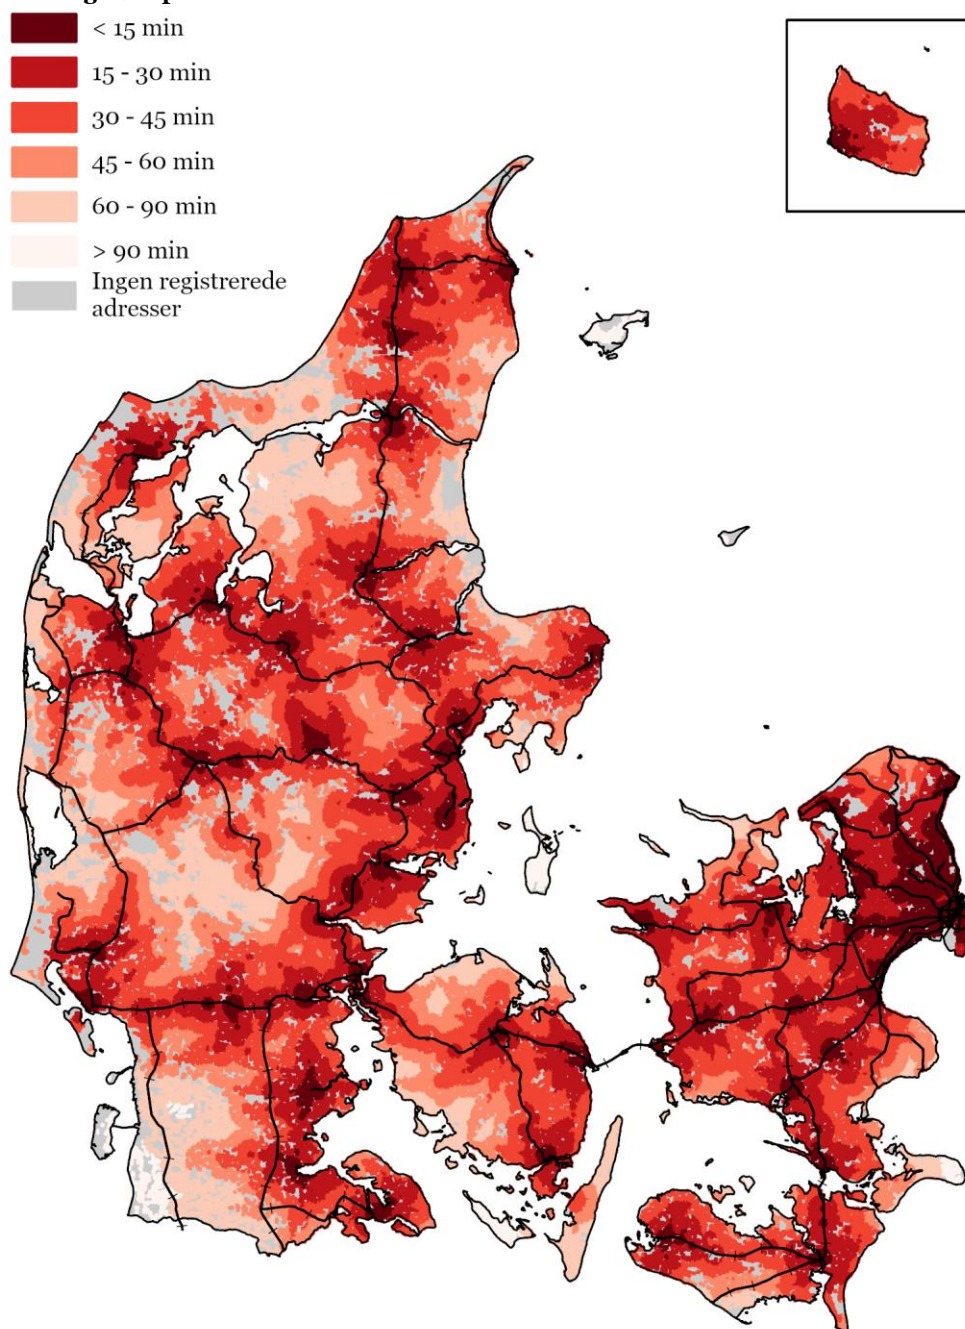 < 15 min
15 - 30 min
30 - 45 min
45 - 60 min
60 - 90 min
> 90 min
Ingen registrerede
adresser